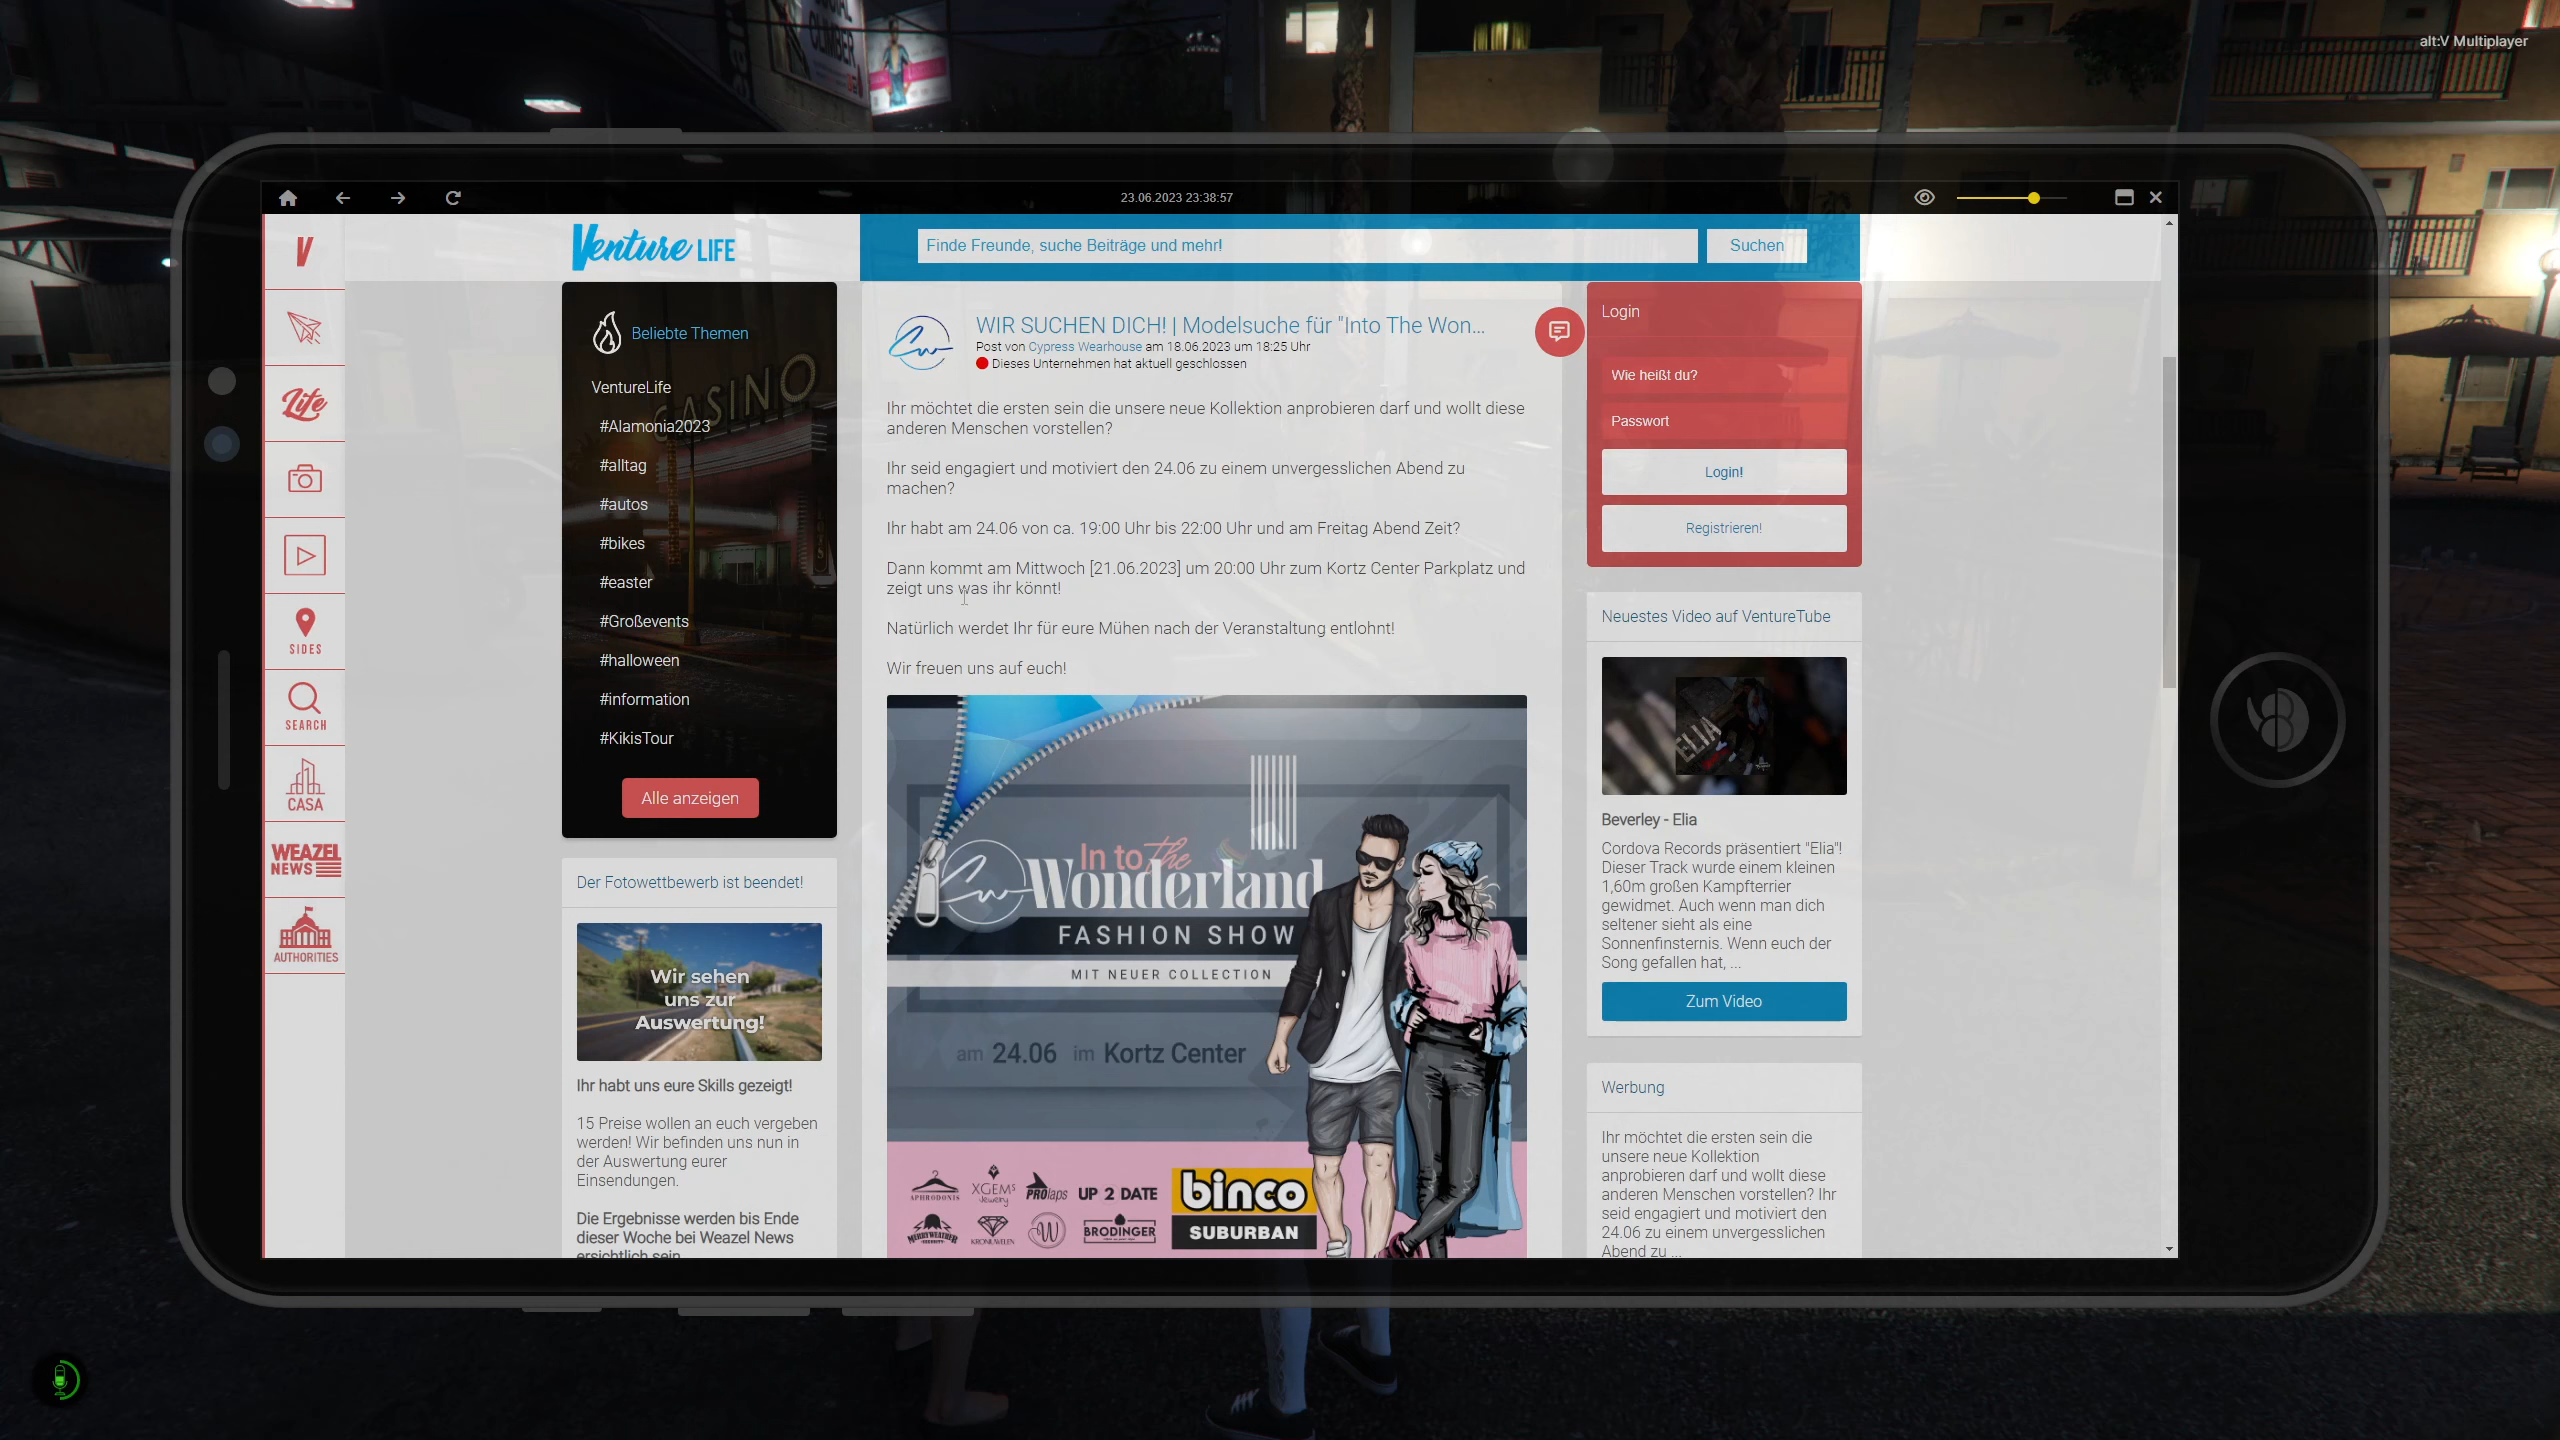 alt:V Multiplayer
23.06.2023 23:38:57
V
Life
SIDES
SEARCH
CASA
WEAZEL
NEWS
AUTHORITIES
Venture LIFE
Finde Freunde, suche Beiträge und mehr!
Suchen
Beliebte Themen
CASINO
VentureLife
#Alamonia2023
#alltag
#autos
#bikes
#easter
#Großevents
#halloween
#information
#KikisTour
Alle anzeigen
Der Fotowettbewerb ist beendet!
Wir sehen
uns zur
Auswertung!
Ihr habt uns eure Skills gezeigt!
15 Preise wollen an euch vergeben
werden! Wir befinden uns nun in
der Auswertung eurer
Einsendungen.
Die Ergebnisse werden bis Ende
dieser Woche bei Weazel News
ersichtlich sein
WIR SUCHEN DICH! | Modelsuche für "Into The Won...
Post von Cypress Wearhouse am 18.06.2023 um 18:25 Uhr
Dieses Unternehmen hat aktuell geschlossen
Ihr möchtet die ersten sein die unsere neue Kollektion anprobieren darf und wollt diese
anderen Menschen vorstellen?
Ihr seid engagiert und motiviert den 24.06 zu einem unvergesslichen Abend zu
machen?
Ihr habt am 24.06 von ca. 19:00 Uhr bis 22:00 Uhr und am Freitag Abend Zeit?
Dann kommt am Mittwoch [21.06.2023] um 20:00 Uhr zum Kortz Center Parkplatz und
zeigt uns was ihr könnt!
Natürlich werdet Ihr für eure Mühen nach der Veranstaltung entlohnt!
Wir freuen uns auf euch!
In to the
Cw Wonderland
FASHION SHOW
MIT NEUER COLLECTION
am 24.06 im Kortz Center
APHRODONIS XGEMS Jewelry PROlaps UP 2 DATE binco
MERRYWEATHER W BRODINGER SUBURBAN
Login
Wie heißt du?
Passwort
Login!
Registrieren!
Neuestes Video auf VentureTube
ELIA
Beverley - Elia
Cordova Records präsentiert "Elia"!
Dieser Track wurde einem kleinen
1,60m großen Kampfterrier
gewidmet. Auch wenn man dich
seltener sieht als eine
Sonnenfinsternis. Wenn euch der
Song gefallen hat, ...
Zum Video
Werbung
Ihr möchtet die ersten sein die
unsere neue Kollektion
anprobieren darf und wollt diese
anderen Menschen vorstellen? Ihr
seid engagiert und motiviert den
24.06 zu einem unvergesslichen
Abend zu ...